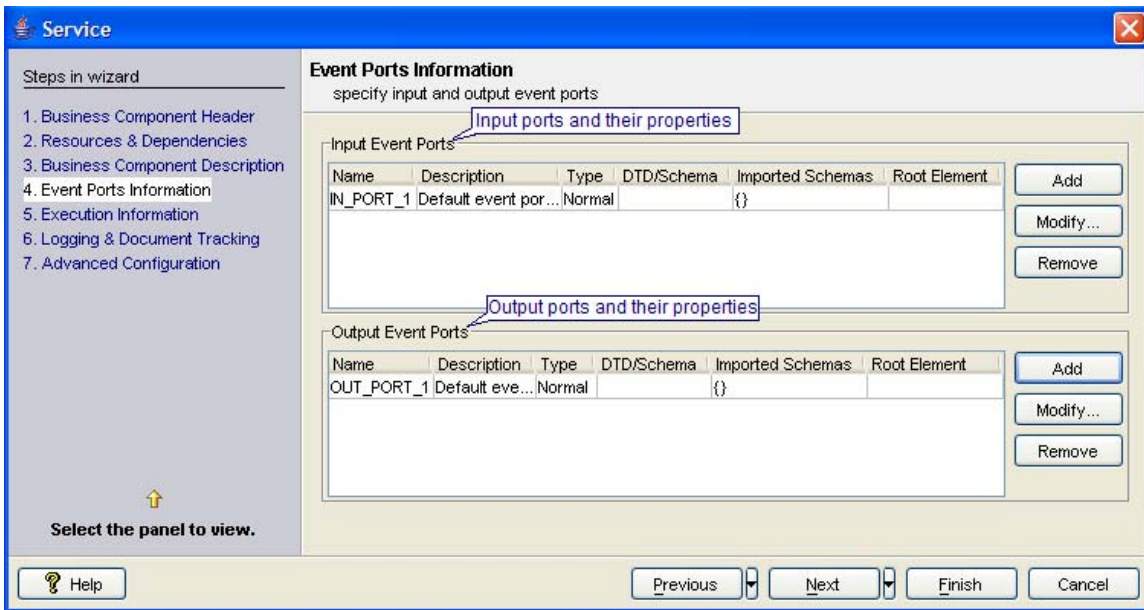 Service
Steps in wizard
1. Business Component Header
2. Resources & Dependencies
3. Business Component Description
4. Event Ports Information
5. Execution Information
6. Logging & Document Tracking
7. Advanced Configuration
Select the panel to view.
Event Ports Information
specify input and output event ports
Input ports and their properties
Input Event Ports
Name Description Type DTD/Schema Imported Schemas Root Element
IN_PORT_1 Default event por... Normal {}
Add
Modify...
Remove
Output ports and their properties
Output Event Ports
Name Description Type DTD/Schema Imported Schemas Root Element
OUT_PORT_1 Default eve... Normal {}
Add
Modify...
Remove
Help Previous Next Finish Cancel